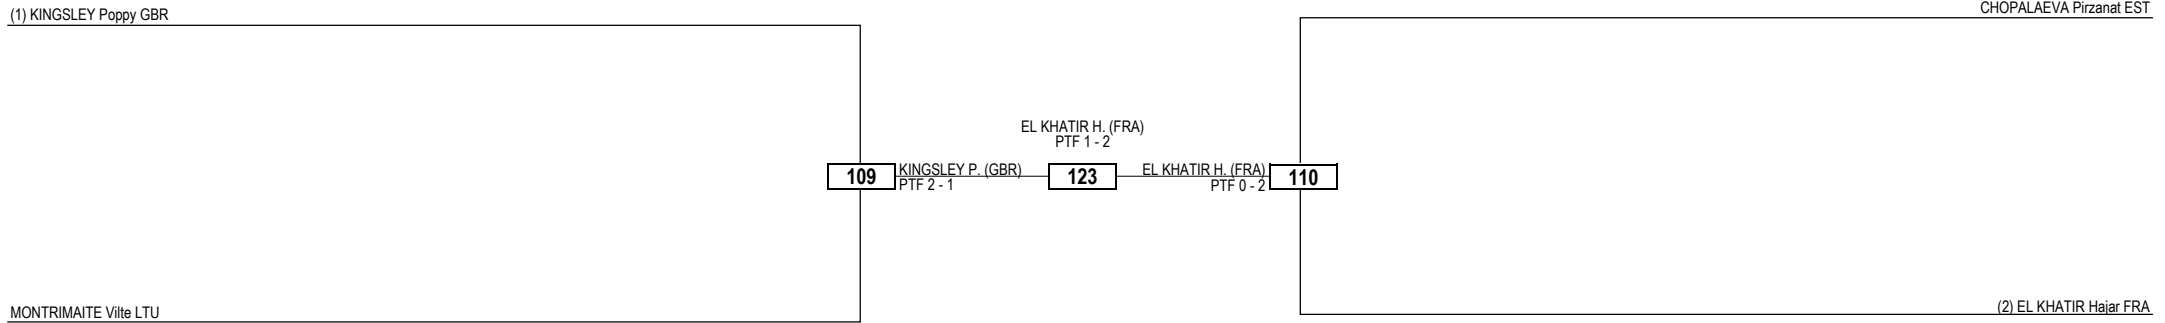 (1) KINGSLEY Poppy GBR
CHOPALAEVA Pirzanat EST
EL KHATIR H. (FRA)
PTF 1 - 2
109
KINGSLEY P. (GBR)
PTF 2 - 1
123
EL KHATIR H. (FRA)
PTF 0 - 2
110
MONTRIMAITE Vilte LTU
(2) EL KHATIR Hajar FRA